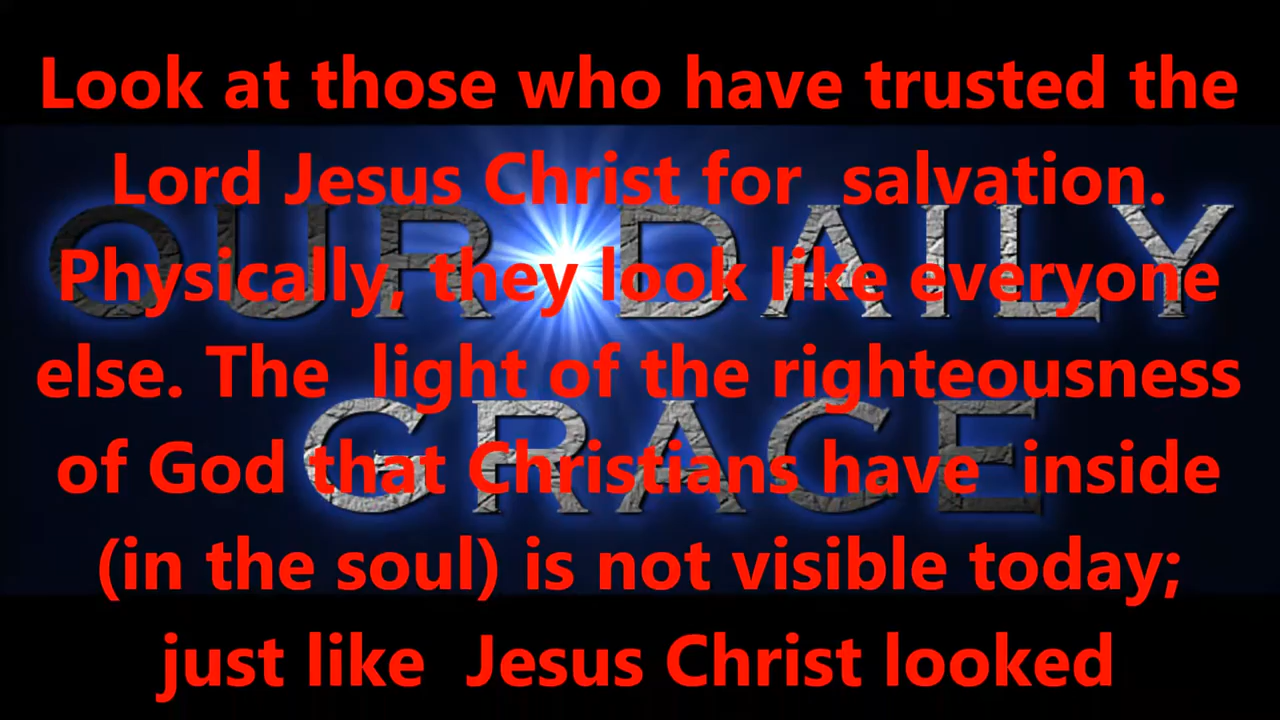 Look at those who have trusted the
Lord Jesus Christ for salvation.
OUR DAILY
Physically, they look like everyone
else. The light of the righteousness
GRACE
of God that Christians have inside
(in the soul) is not visible today;
just like Jesus Christ looked